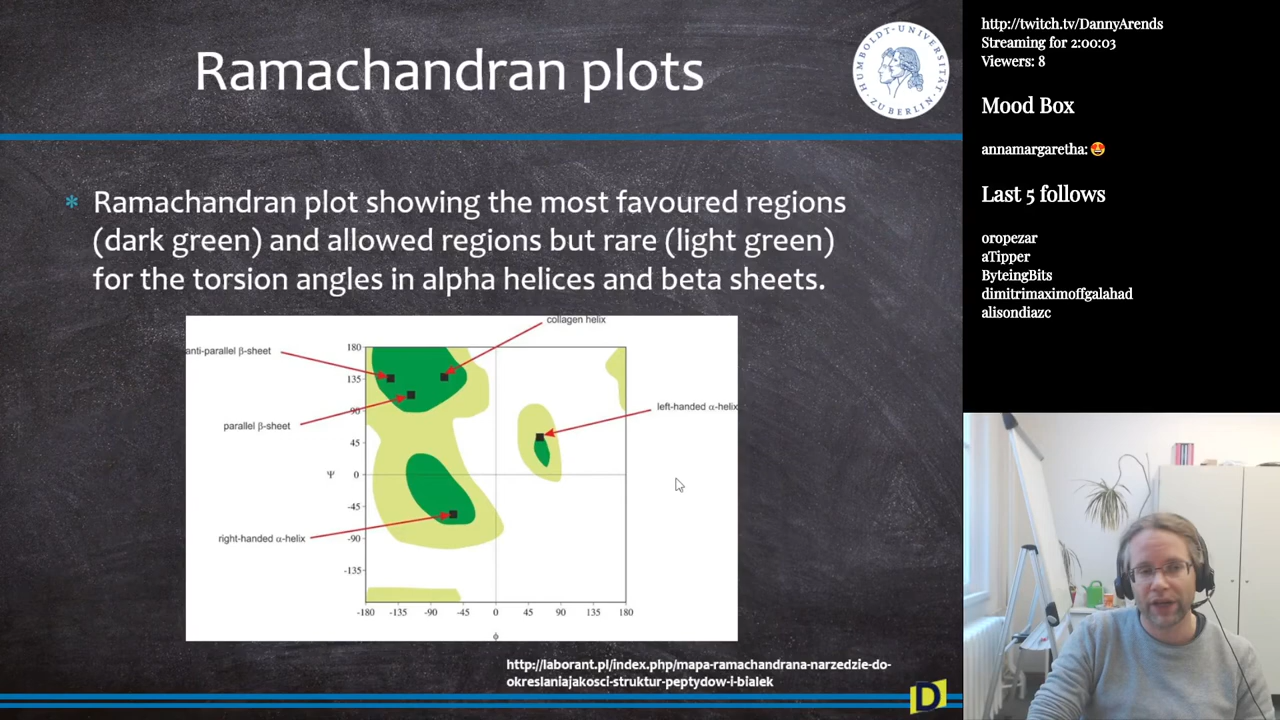 Ramachandran plots
HUMBOLDT-UNIVERSITÄT
ZU BERLIN
* Ramachandran plot showing the most favoured regions
(dark green) and allowed regions but rare (light green)
for the torsion angles in alpha helices and beta sheets.
collagen helix
anti-parallel β-sheet
parallel β-sheet
left-handed α-helix
right-handed α-helix
180
135
90
45
0
-45
-90
-135
Ψ
-180 -135 -90 -45 0 45 90 135 180
ϕ
http://laborant.pl/index.php/mapa-ramachandrana-narzedzie-do-
okreslaniajakosci-struktur-peptydow-i-bialek
D
http://twitch.tv/DannyArends
Streaming for 2:00:03
Viewers: 8
Mood Box
annamargaretha: 🤩
Last 5 follows
oropezar
aTipper
ByteingBits
dimitrimaximoffgalahad
alisondiazc